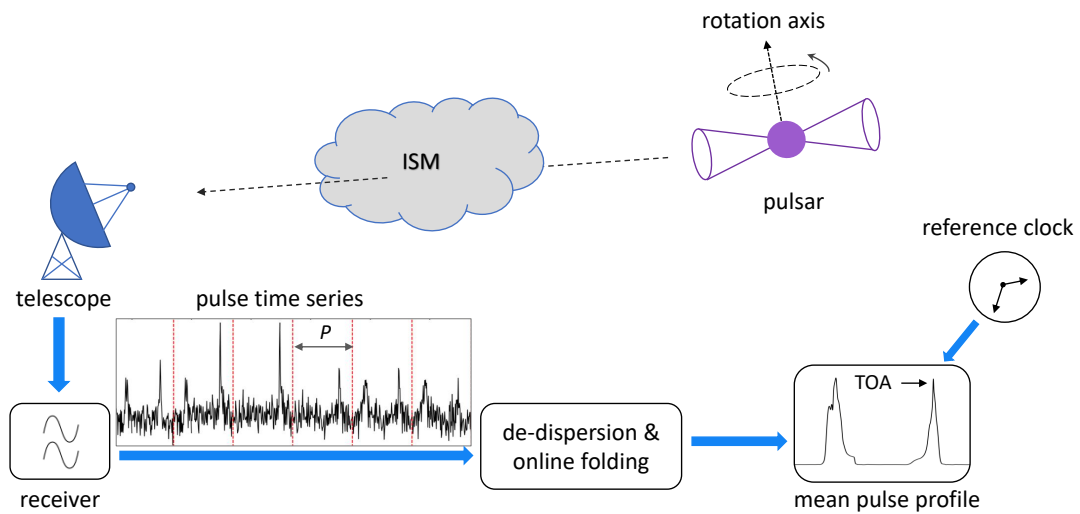 rotation axis
ISM
pulsar
reference clock
telescope
pulse time series
P
TOA
de-dispersion &
online folding
receiver
mean pulse profile